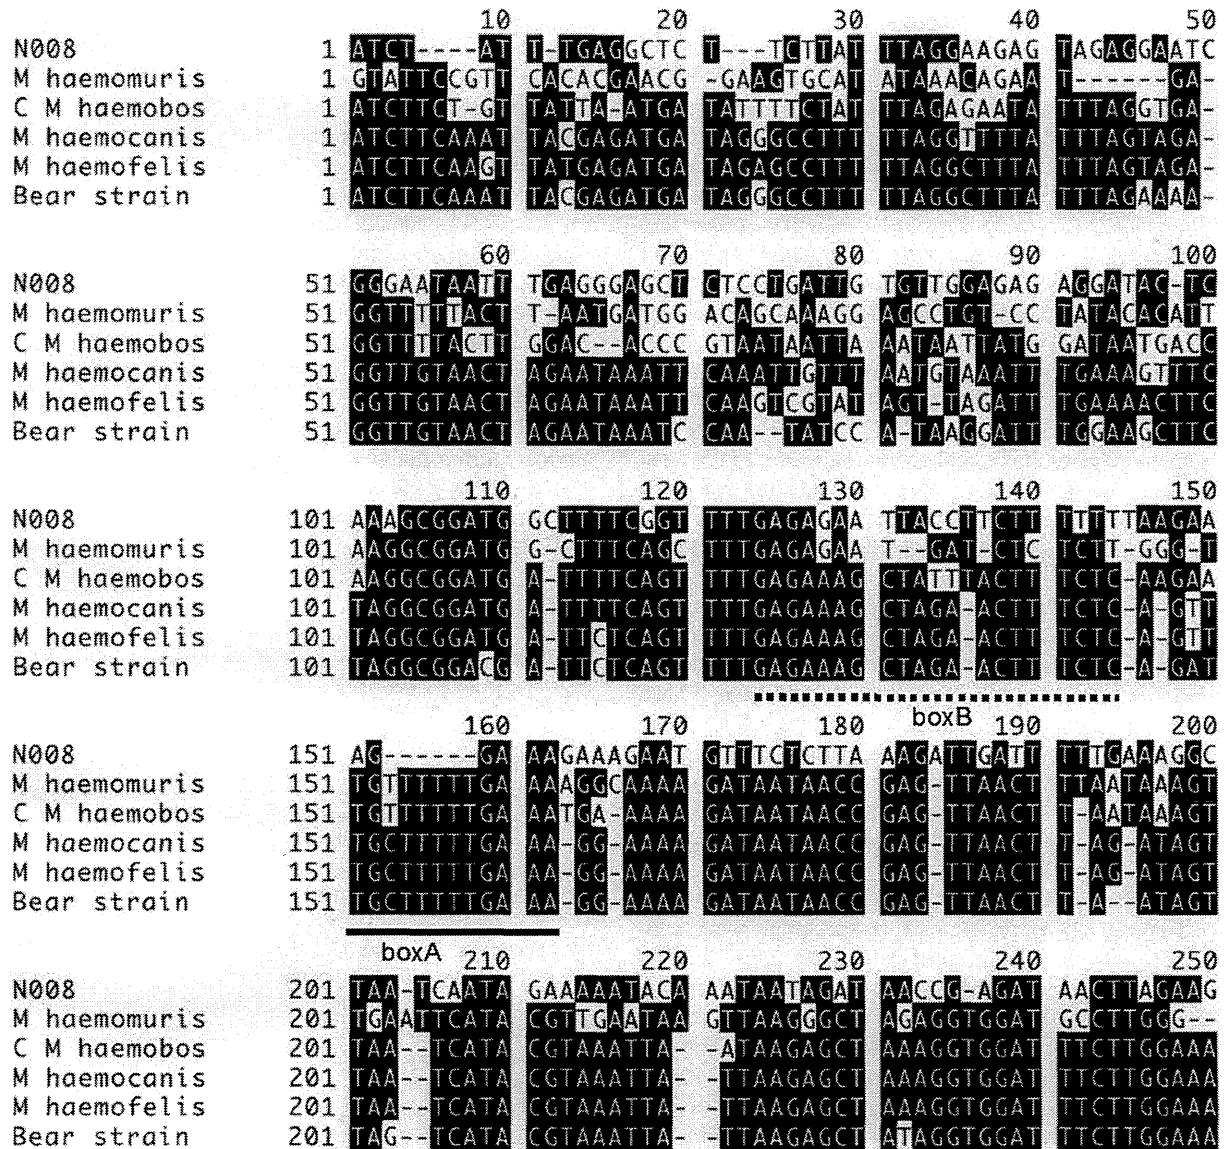 10 20 30 40 50
N008 1 ATCT----AT T-TGAGGCTC T---TCTTAT TTAGGAAGAG TAGAGGAATC
M haemomuris 1 GTATTCCGTT CACACGAACG -GAAGTGCAT ATAAACAGAA T------GA-
C M haemobos 1 ATCTTCT-GT TATTA-ATGA TATTTTCTAT TTAGAGAATA TTTAGGTGA-
M haemocanis 1 ATCTTCAAAT TACGAGATGA TAGGGCCTTT TTAGGTTTTA TTTAGTAGA-
M haemofelis 1 ATCTTCAAGT TATGAGATGA TAGAGCCTTT TTAGGCTTTA TTTAGTAGA-
Bear strain 1 ATCTTCAAAT TACGAGATGA TAGGGCCTTT TTAGGCTTTA TTTAGAAAA-
60 70 80 90 100
N008 51 GGGAATAATT TGAGGGAGCT CTCCTGATTG TGTTGGAGAG AGGATAC-TC
M haemomuris 51 GGTTTTTACT T-AATGATGG ACAGCAAAGG AGCCTGT-CC TATACACATT
C M haemobos 51 GGTTTTACTT GGAC--ACCC GTAATAATTA AATAATTATG GATAATGACC
M haemocanis 51 GGTTGTAACT AGAATAAATT CAAATTGTTT AATGTAAATT TGAAAGTTTC
M haemofelis 51 GGTTGTAACT AGAATAAATT CAAGTCGTAT AGT-TAGATT TGAAAACTTC
Bear strain 51 GGTTGTAACT AGAATAAATC CAA--TATCC A-TAAGGATT TGGAAGCTTC
110 120 130 140 150
N008 101 AAAGCGGATG GCTTTTCGGT TTTGAGAGAA TTACCTTCTT TTTTTAAGAA
M haemomuris 101 AAGGCGGATG G-CTTTCAGC TTTGAGAGAA T--GAT-CTC TCTT-GGG-T
C M haemobos 101 AAGGCGGATG A-TTTTCAGT TTTGAGAAAG CTATTTACTT TCTC-AAGAA
M haemocanis 101 TAGGCGGATG A-TTTTCAGT TTTGAGAAAG CTAGA-ACTT TCTC-A-GTT
M haemofelis 101 TAGGCGGATG A-TTCTCAGT TTTGAGAAAG CTAGA-ACTT TCTC-A-GTT
Bear strain 101 TAGGCGGACG A-TTCTCAGT TTTGAGAAAG CTAGA-ACTT TCTC-A-GAT
boxB
160 170 180 190 200
N008 151 AG------GA AAGAAAGAAT GTTTCTCTTA AAGATTGATT TTTGAAAGGC
M haemomuris 151 TGTTTTTTGA AAAGGCAAAA GATAATAACC GAG-TTAACT TTAATAAAGT
C M haemobos 151 TGTTTTTTGA AATGA-AAAA GATAATAACC GAG-TTAACT T-AATAAAGT
M haemocanis 151 TGCTTTTTGA AA-GG-AAAA GATAATAACC GAG-TTAACT T-AG-ATAGT
M haemofelis 151 TGCTTTTTGA AA-GG-AAAA GATAATAACC GAG-TTAACT T-AG-ATAGT
Bear strain 151 TGCTTTTTGA AA-GG-AAAA GATAATAACC GAG-TTAACT T-A--ATAGT
boxA
210 220 230 240 250
N008 201 TAA-TCAATA GAAAAATACA AATAATAGAT AACCG-AGAT AACTTAGAAG
M haemomuris 201 TGAATTCATA CGTTGAATAA GTTAAGGGCT AGAGGTGGAT GCCTTGGG--
C M haemobos 201 TAA--TCATA CGTAAATTA- -ATAAGAGCT AAAGGTGGAT TTCTTGGAAA
M haemocanis 201 TAA--TCATA CGTAAATTA- -TTAAGAGCT AAAGGTGGAT TTCTTGGAAA
M haemofelis 201 TAA--TCATA CGTAAATTA- -TTAAGAGCT AAAGGTGGAT TTCTTGGAAA
Bear strain 201 TAG--TCATA CGTAAATTA- -TTAAGAGCT ATAGGTGGAT TTCTTGGAAA